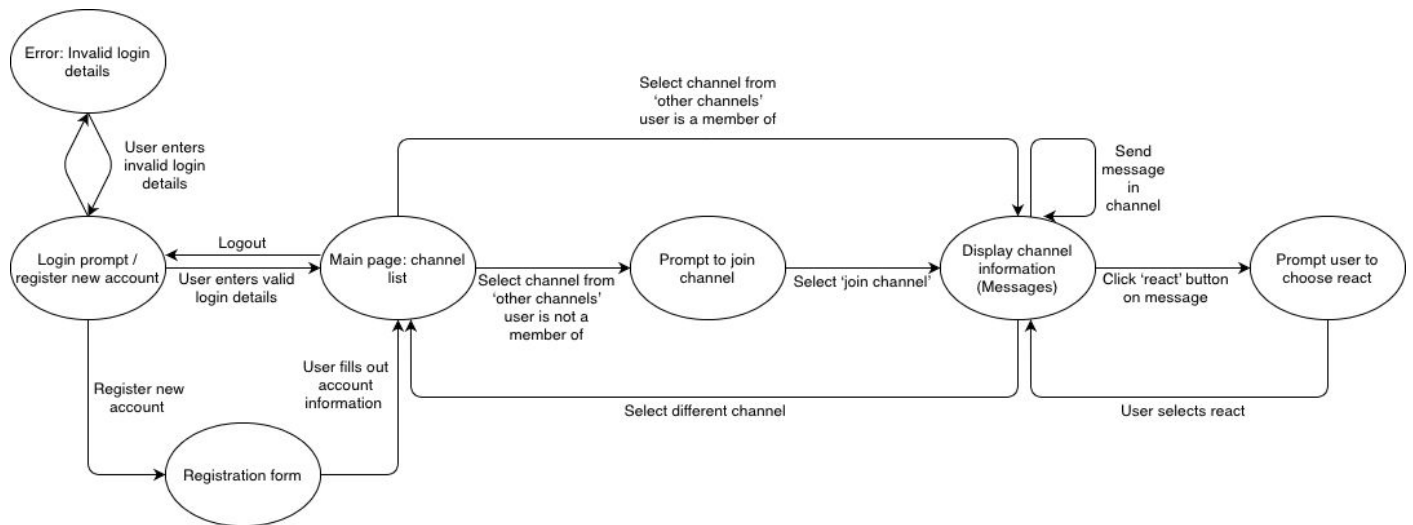 Error: Invalid login
details
Select channel from
‘other channels’
user is a member of
User enters
invalid login
details
Send
message
in
channel
Login prompt /
register new account
Logout
User enters valid
login details
Main page: channel
list
Select channel from
‘other channels’
user is not a
member of
Prompt to join
channel
Select ‘join channel’
Display channel
information
(Messages)
Click ‘react’ button
on message
Prompt user to
choose react
Register new
account
User fills out
account
information
Select different channel
User selects react
Registration form